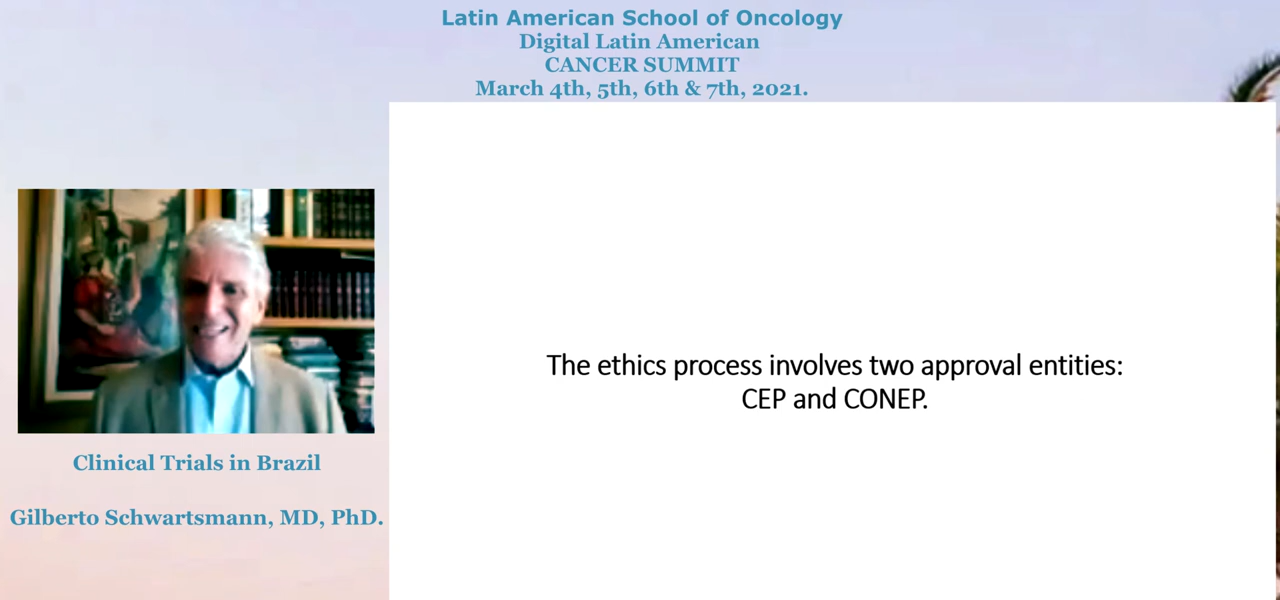 Latin American School of Oncology
Digital Latin American
CANCER SUMMIT
March 4th, 5th, 6th & 7th, 2021.
The ethics process involves two approval entities:
CEP and CONEP.
Clinical Trials in Brazil
Gilberto Schwartsmann, MD, PhD.